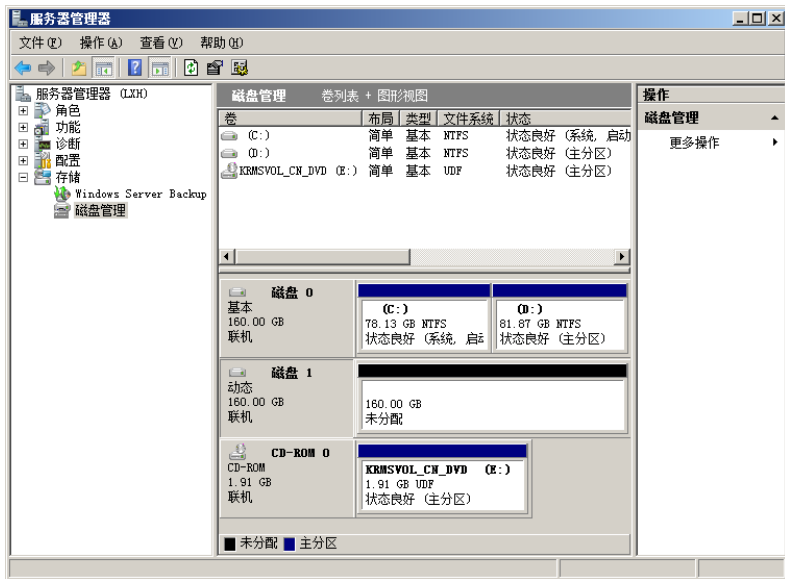 服务器管理器
文件(F) 操作(A) 查看(V) 帮助(H)
服务器管理器 (LXH)
角色
功能
诊断
配置
存储
Windows Server Backup
磁盘管理
磁盘管理 卷列表 + 图形视图
卷 布局 类型 文件系统 状态
(C:) 简单 基本 NTFS 状态良好 (系统, 启动
(D:) 简单 基本 NTFS 状态良好 (主分区)
KRMSVOL_CN_DVD (E:) 简单 基本 UDF 状态良好 (主分区)
磁盘 0
基本
160.00 GB
联机
(C:)
78.13 GB NTFS
状态良好 (系统, 启动
(D:)
81.87 GB NTFS
状态良好 (主分区)
磁盘 1
动态
160.00 GB
联机
160.00 GB
未分配
CD-ROM 0
CD-ROM
1.91 GB
联机
KRMSVOL_CN_DVD (E:)
1.91 GB UDF
状态良好 (主分区)
未分配 主分区
操作
磁盘管理
更多操作